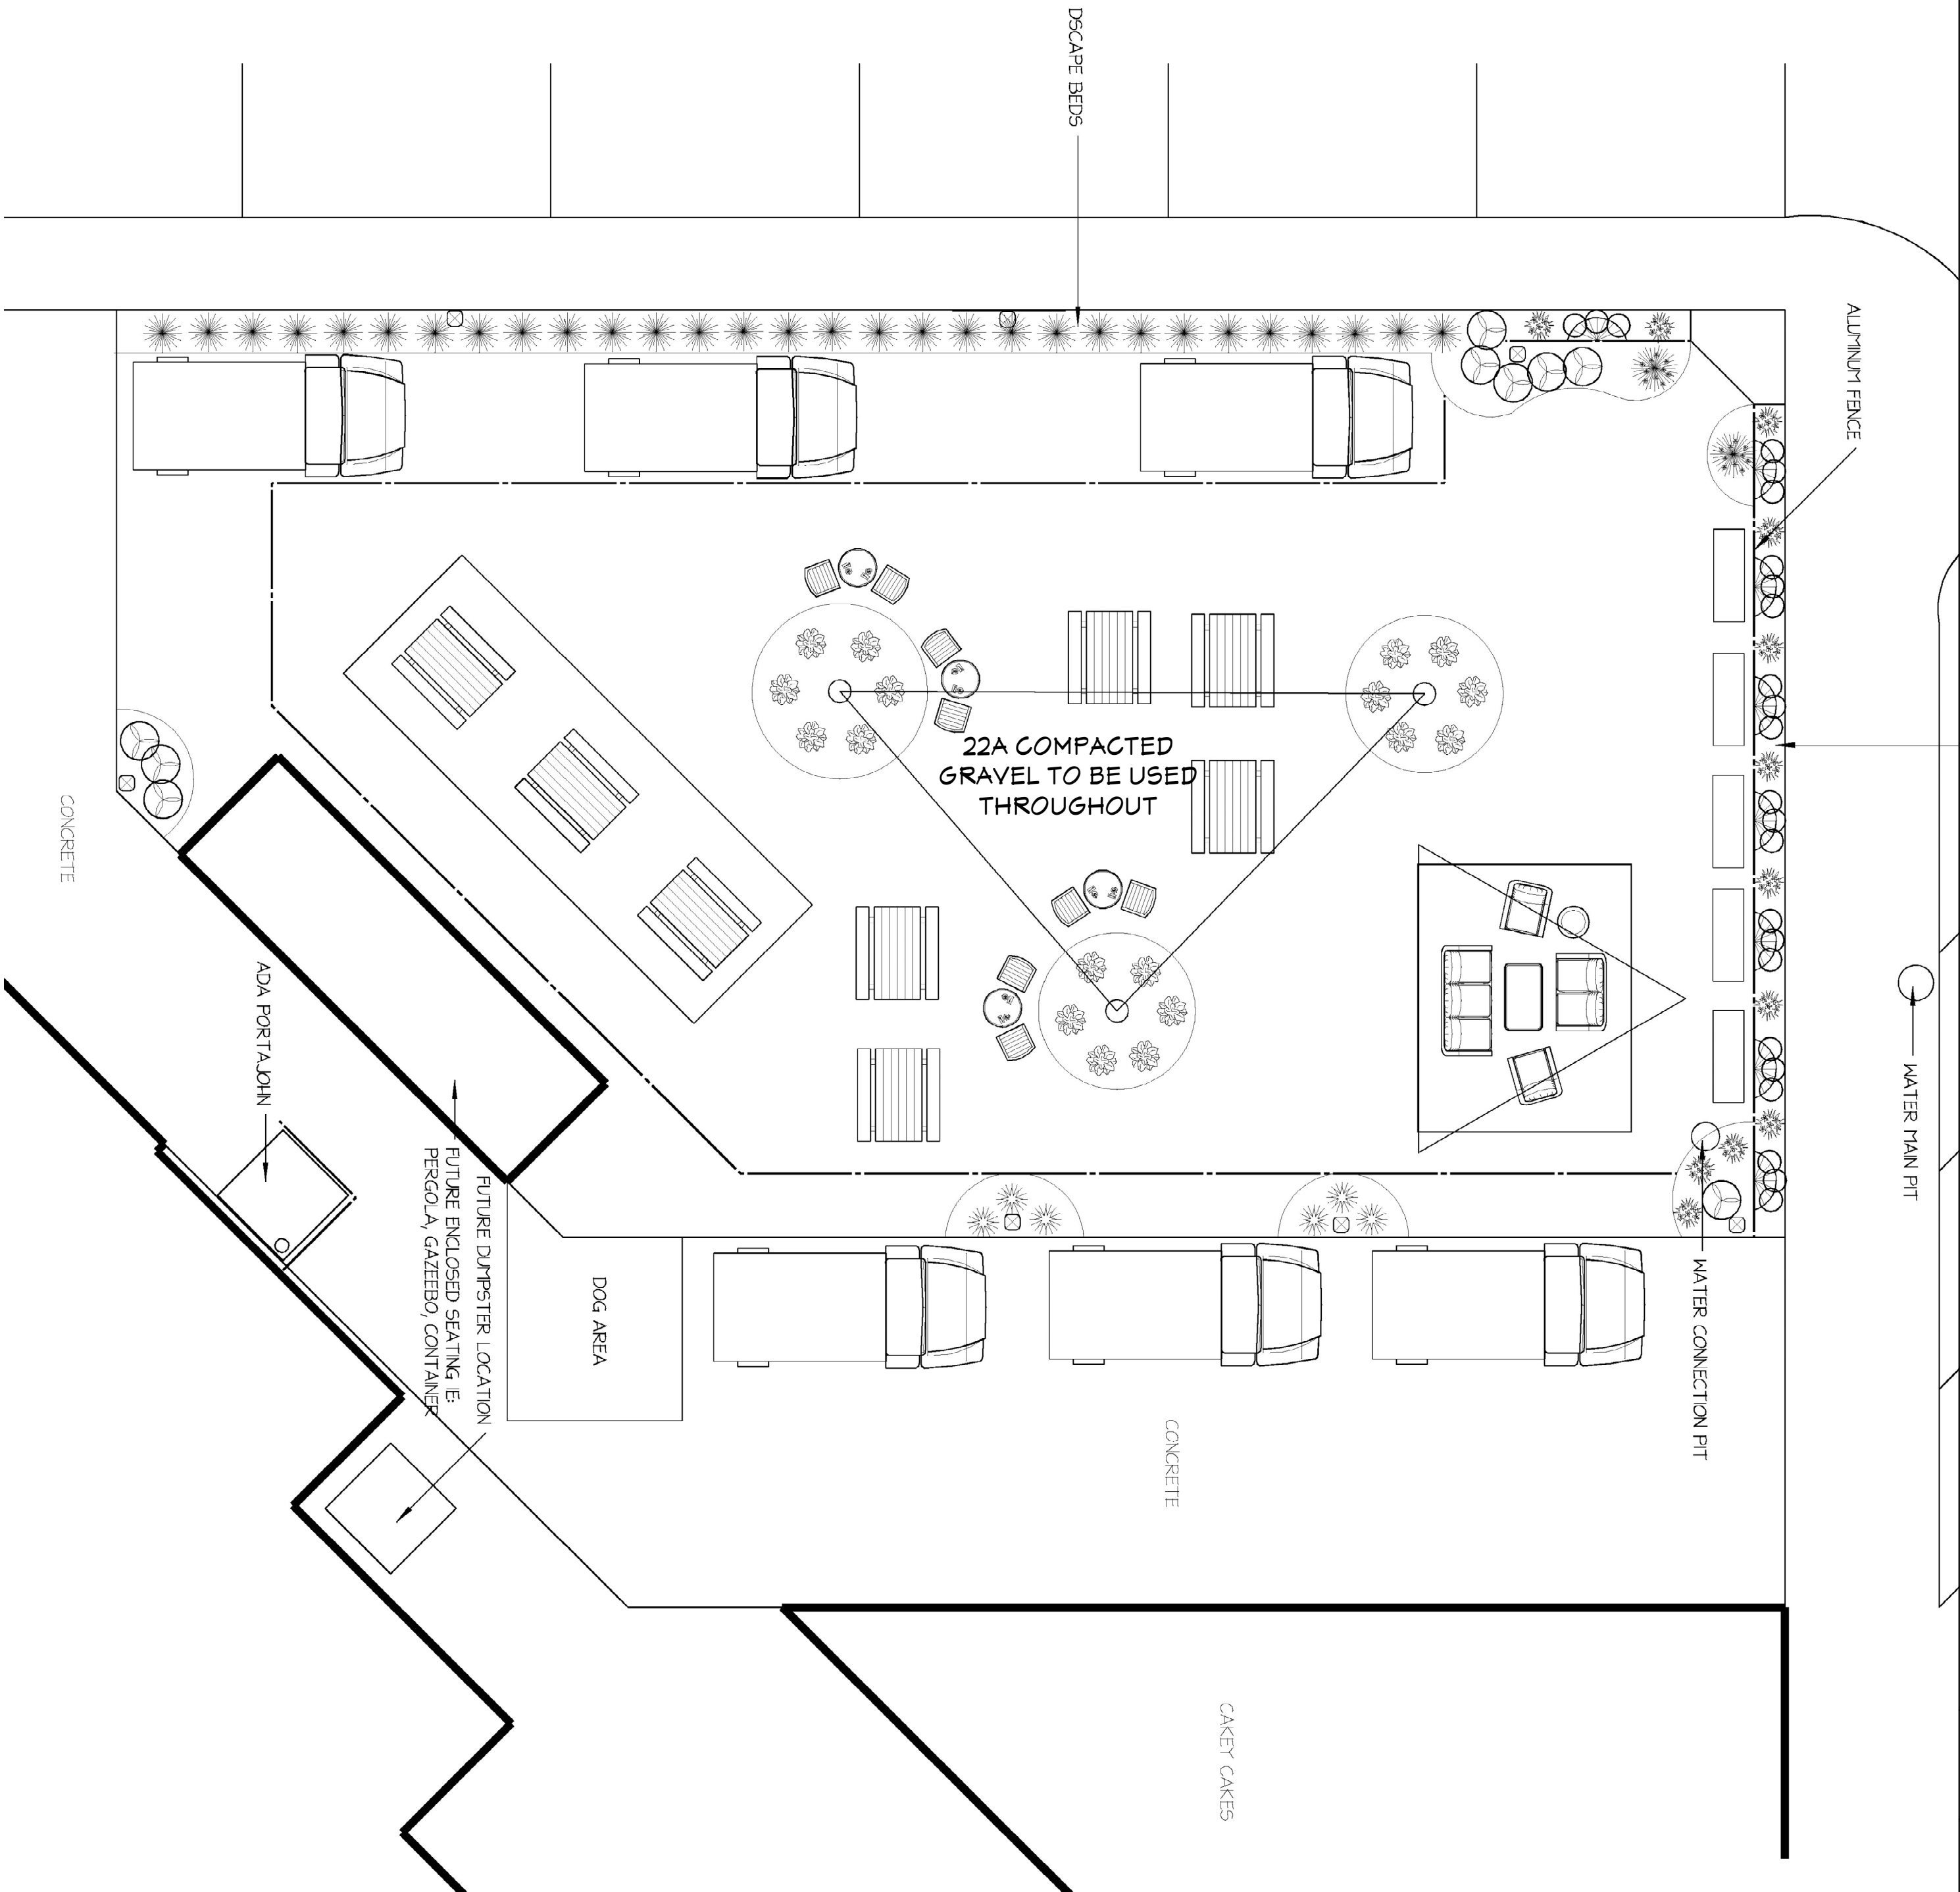 DSCAPE BEDS
ALUMINUM FENCE
22A COMPACTED
GRAVEL TO BE USED
THROUGHOUT
CONCRETE
ADA PORTAJOHN
WATER MAIN PIT
FUTURE DUMPSTER LOCATION
FUTURE ENCLOSED SEATING IE:
PERGOLA, GAZEEBO, CONTAINER
DOG AREA
WATER CONNECTION PIT
CONCRETE
CAKEY CAKES